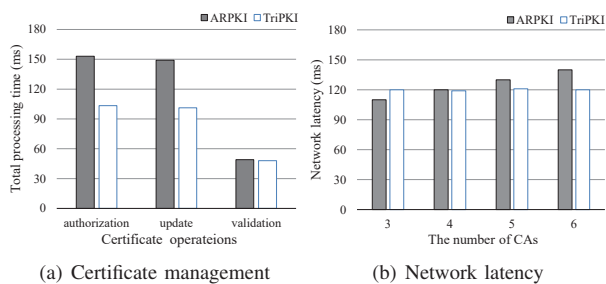 ARPKI TriPKI
180
150
120
90
60
30
0
Total processing time (ms)
authorization update validation
Certificate operateions
(a) Certificate management
ARPKI TriPKI
180
150
120
90
60
30
0
Network latency (ms)
3 4 5 6
The number of CAs
(b) Network latency